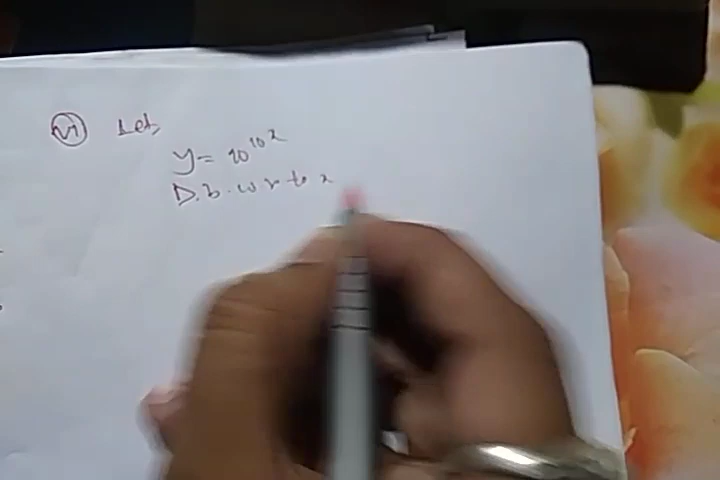 (vi) Let,
y = 10^10^x
D.b.w r to x